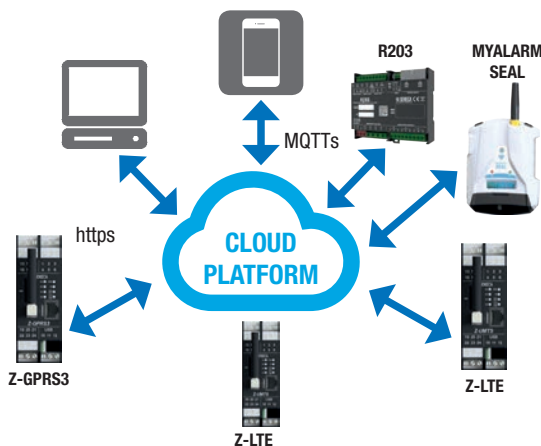 R203
MYALARM
SEAL
MQTTs
https
CLOUD
PLATFORM
Z-GPRS3
Z-LTE
Z-LTE